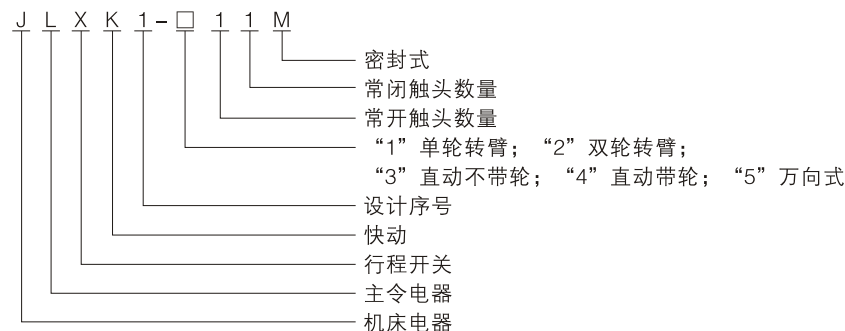 JLXK1-□11M
密封式
常闭触头数量
常开触头数量
“1”单轮转臂；“2”双轮转臂；
“3”直动不带轮；“4”直动带轮；“5”万向式
设计序号
快动
行程开关
主令电器
机床电器